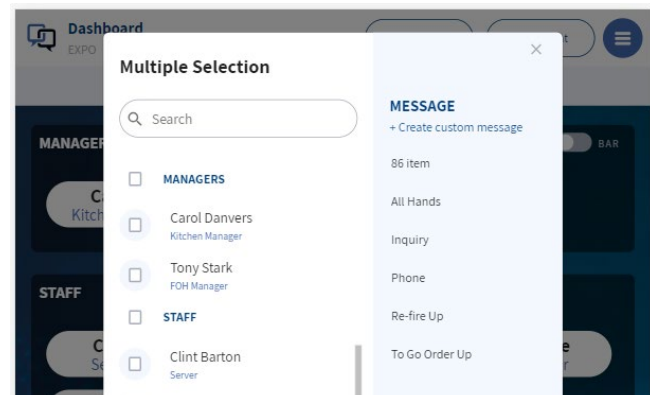 Dashboard
EXPO
Multiple Selection
Search
MANAGERS
Carol Danvers
Kitchen Manager
Tony Stark
FOH Manager
STAFF
Clint Barton
Server
MESSAGE
+ Create custom message
86 item
All Hands
Inquiry
Phone
Re-fire Up
To Go Order Up
BAR
STAFF